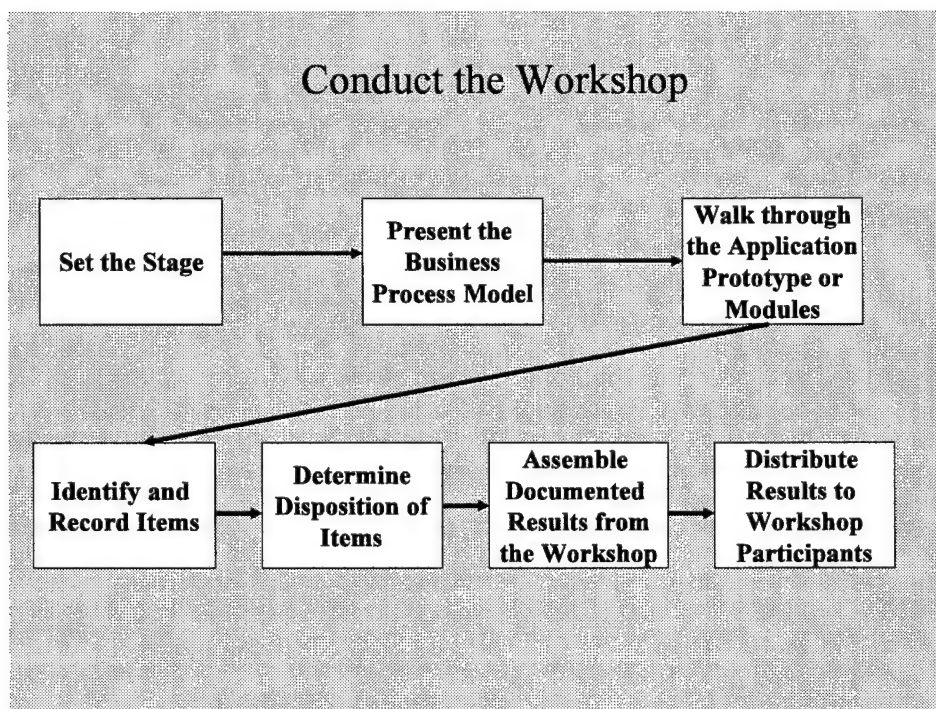 Conduct the Workshop
Set the Stage
Present the
Business
Process Model
Walk through
the Application
Prototype or
Modules
Identify and
Record Items
Determine
Disposition of
Items
Assemble
Documented
Results from
the Workshop
Distribute
Results to
Workshop
Participants